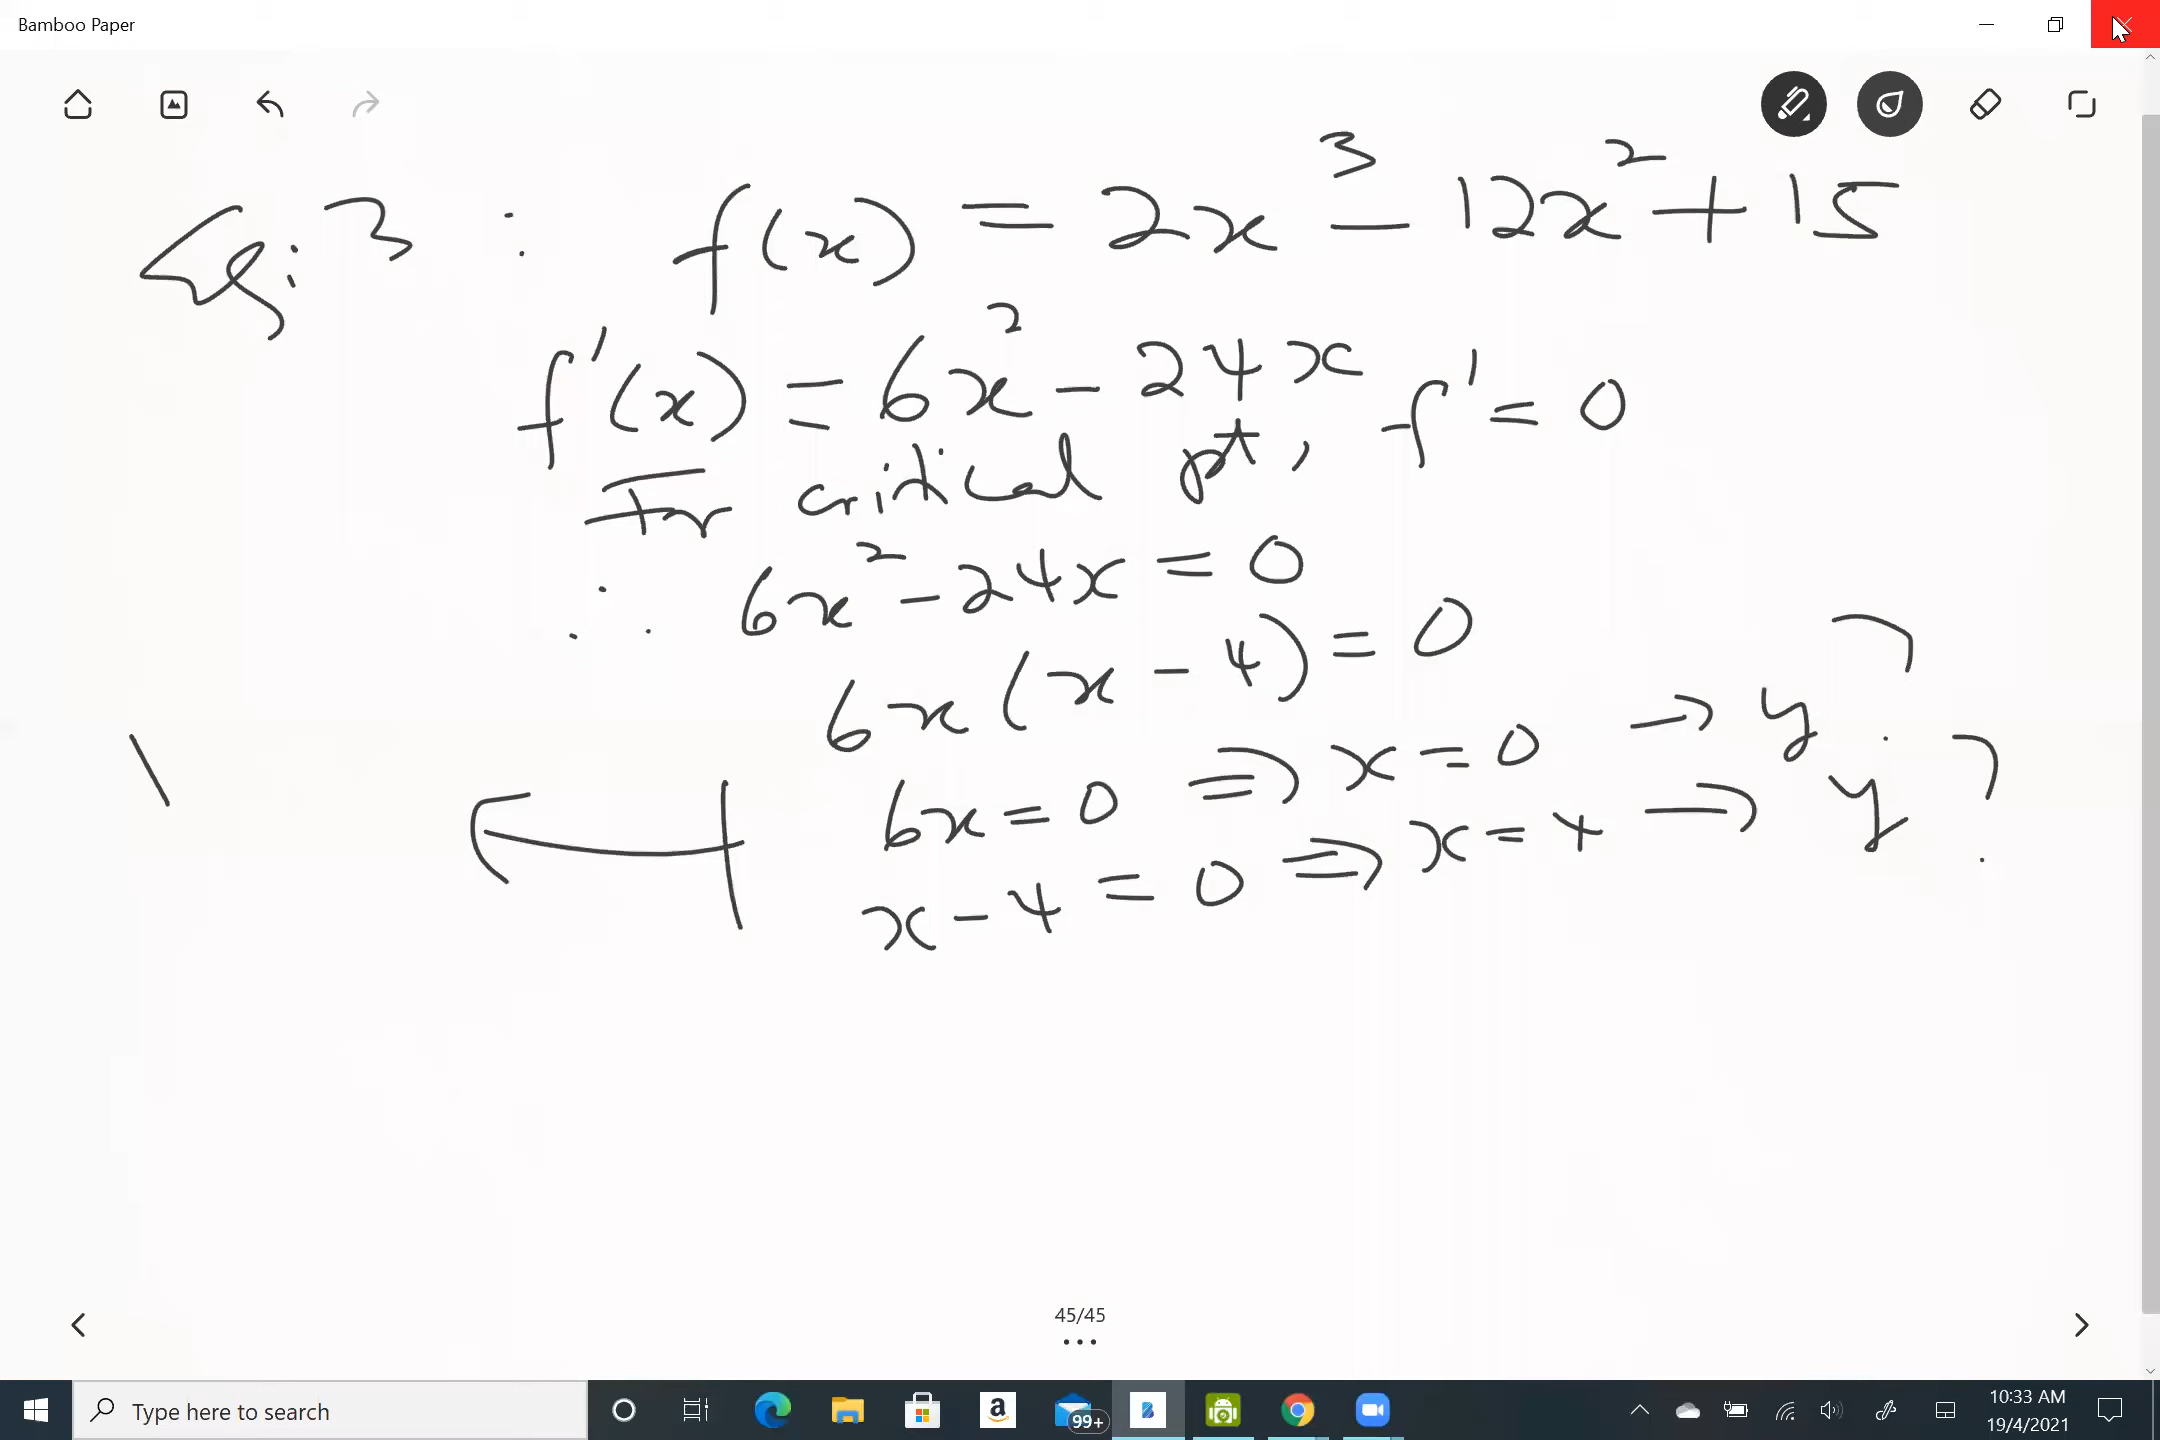 Bamboo Paper
Eg: 3 : f(x) = 2x³ - 12x² + 15
f'(x) = 6x² - 24x
For critical pt, f' = 0
∴ 6x² - 24x = 0
6x(x - 4) = 0
6x = 0 ⇒ x = 0 → y ?
x - 4 = 0 ⇒ x = 4 → y ?
45/45
Type here to search
99+
10:33 AM
19/4/2021